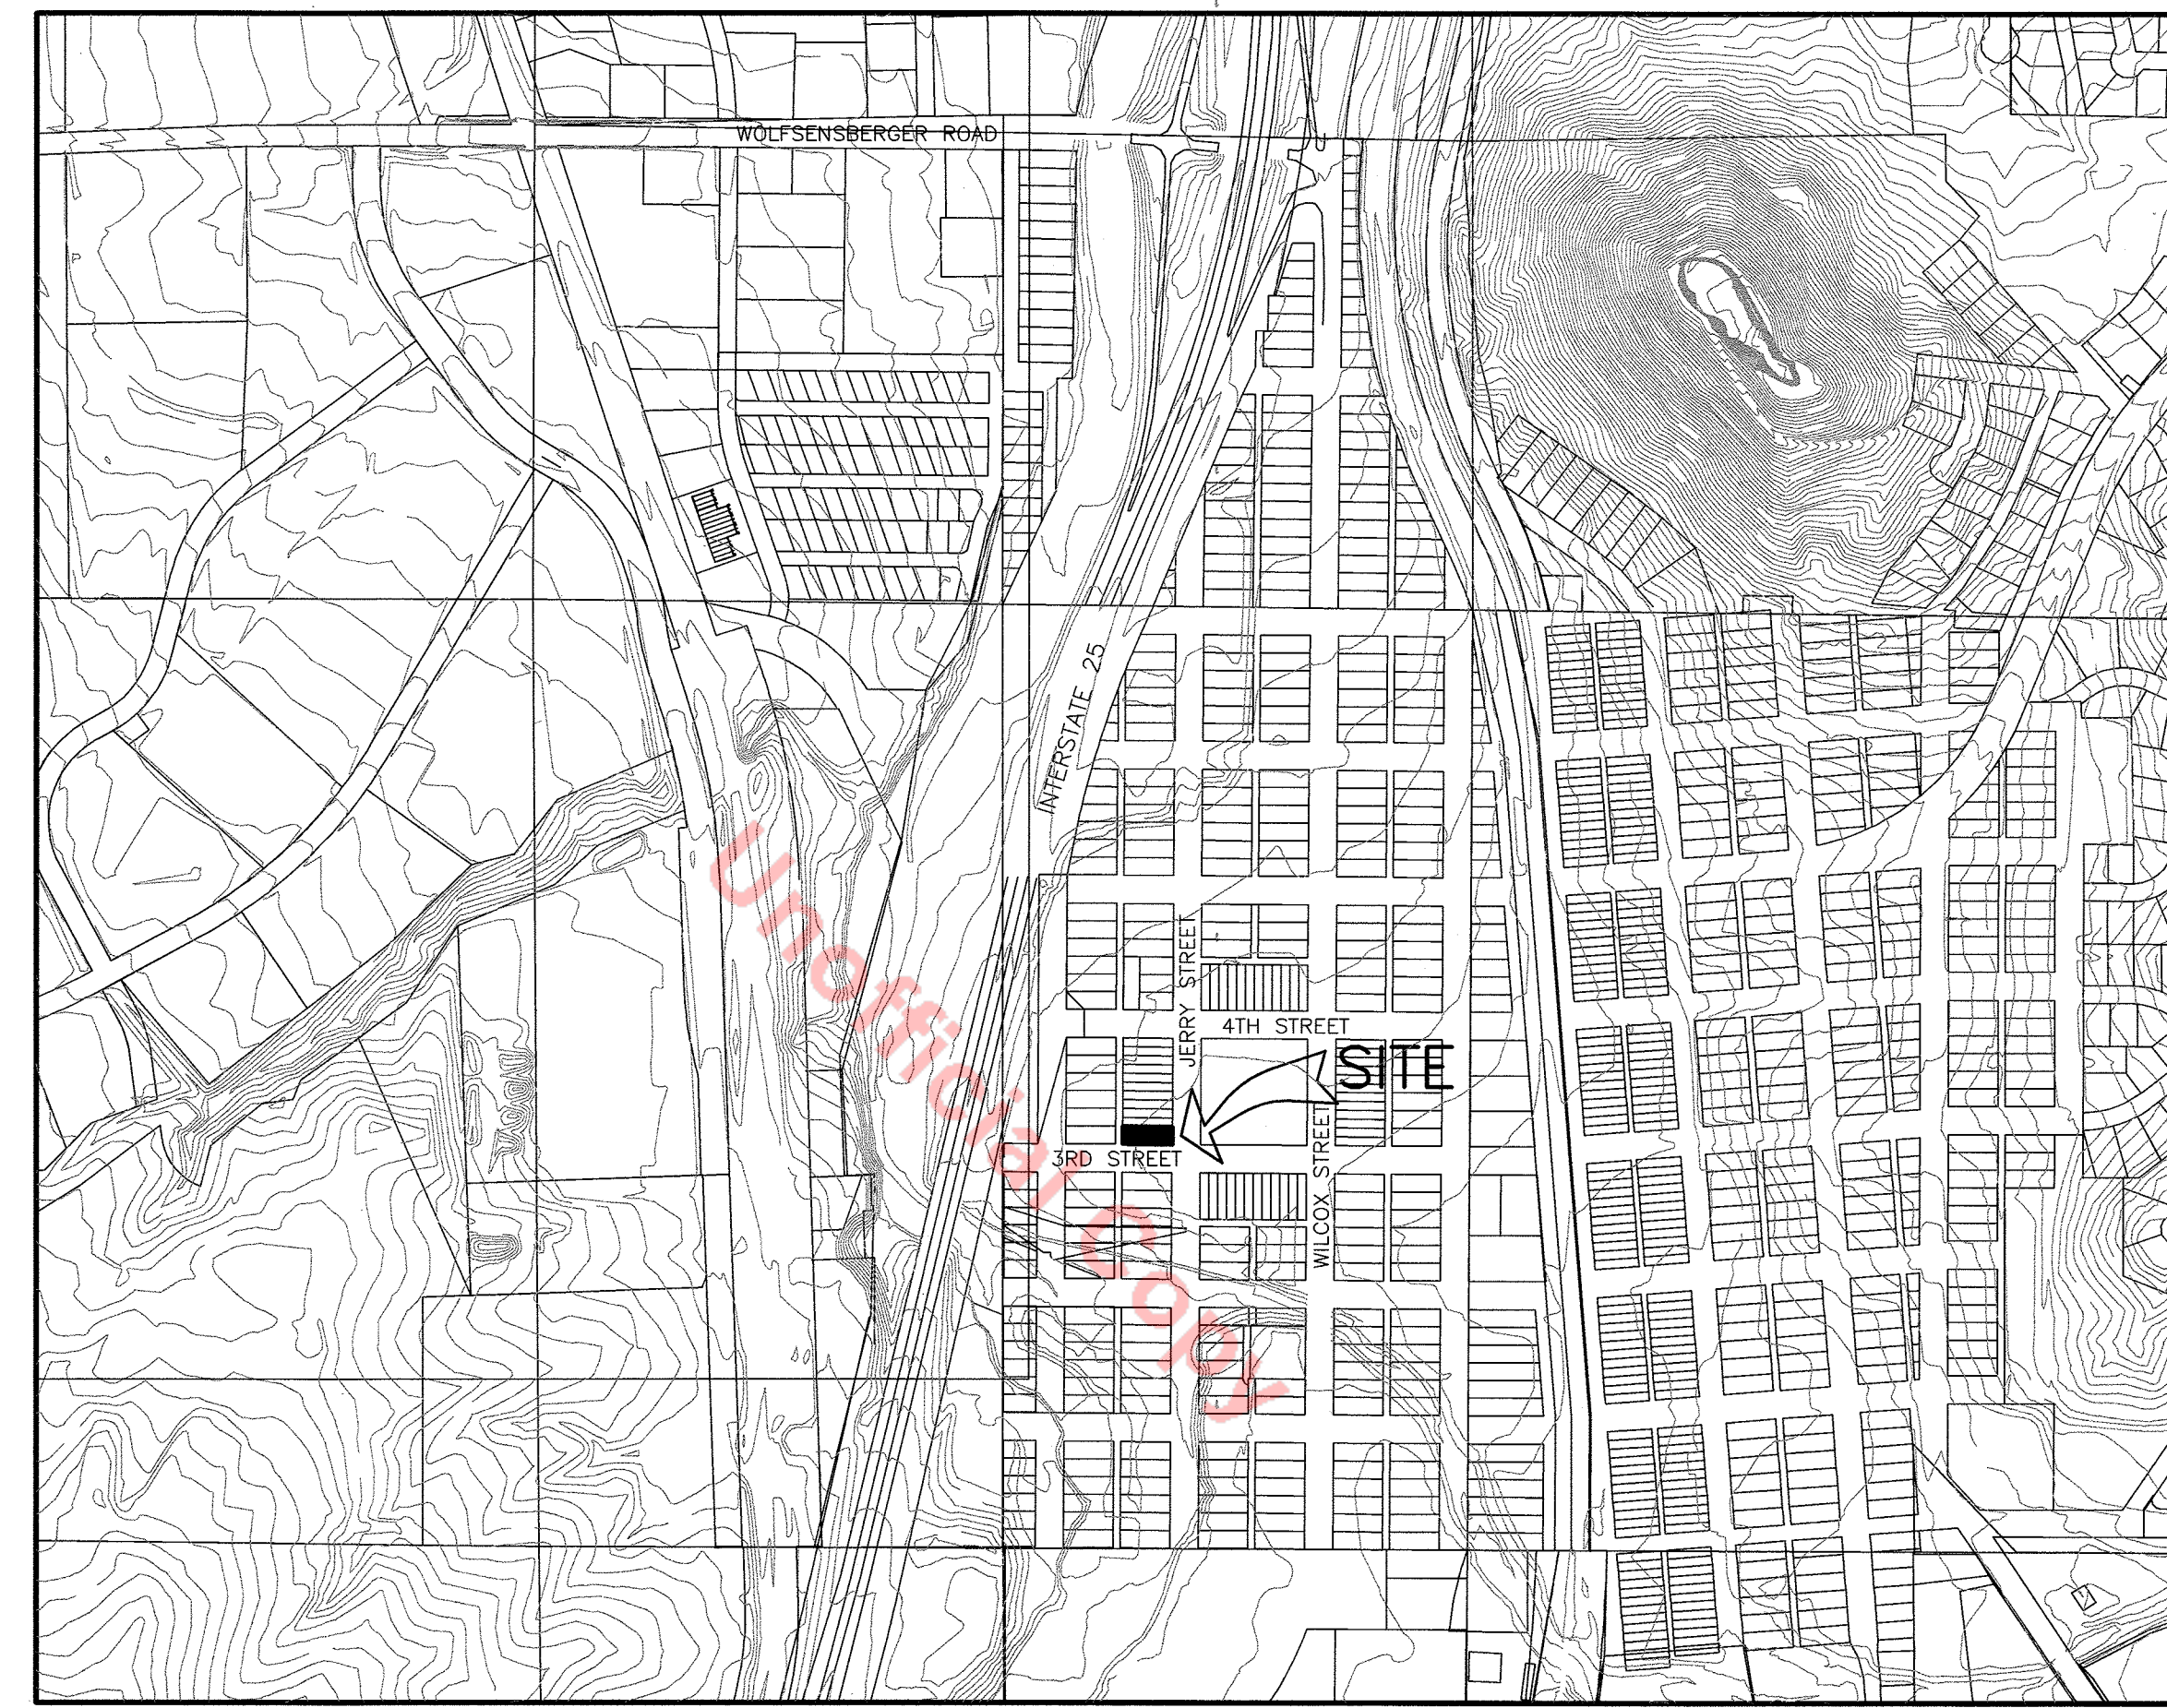 WOLFSENSBERGER ROAD
INTERSTATE 25
JERRY STREET
4TH STREET
SITE
3RD STREET
WILCOX STREET
Unofficial Copy